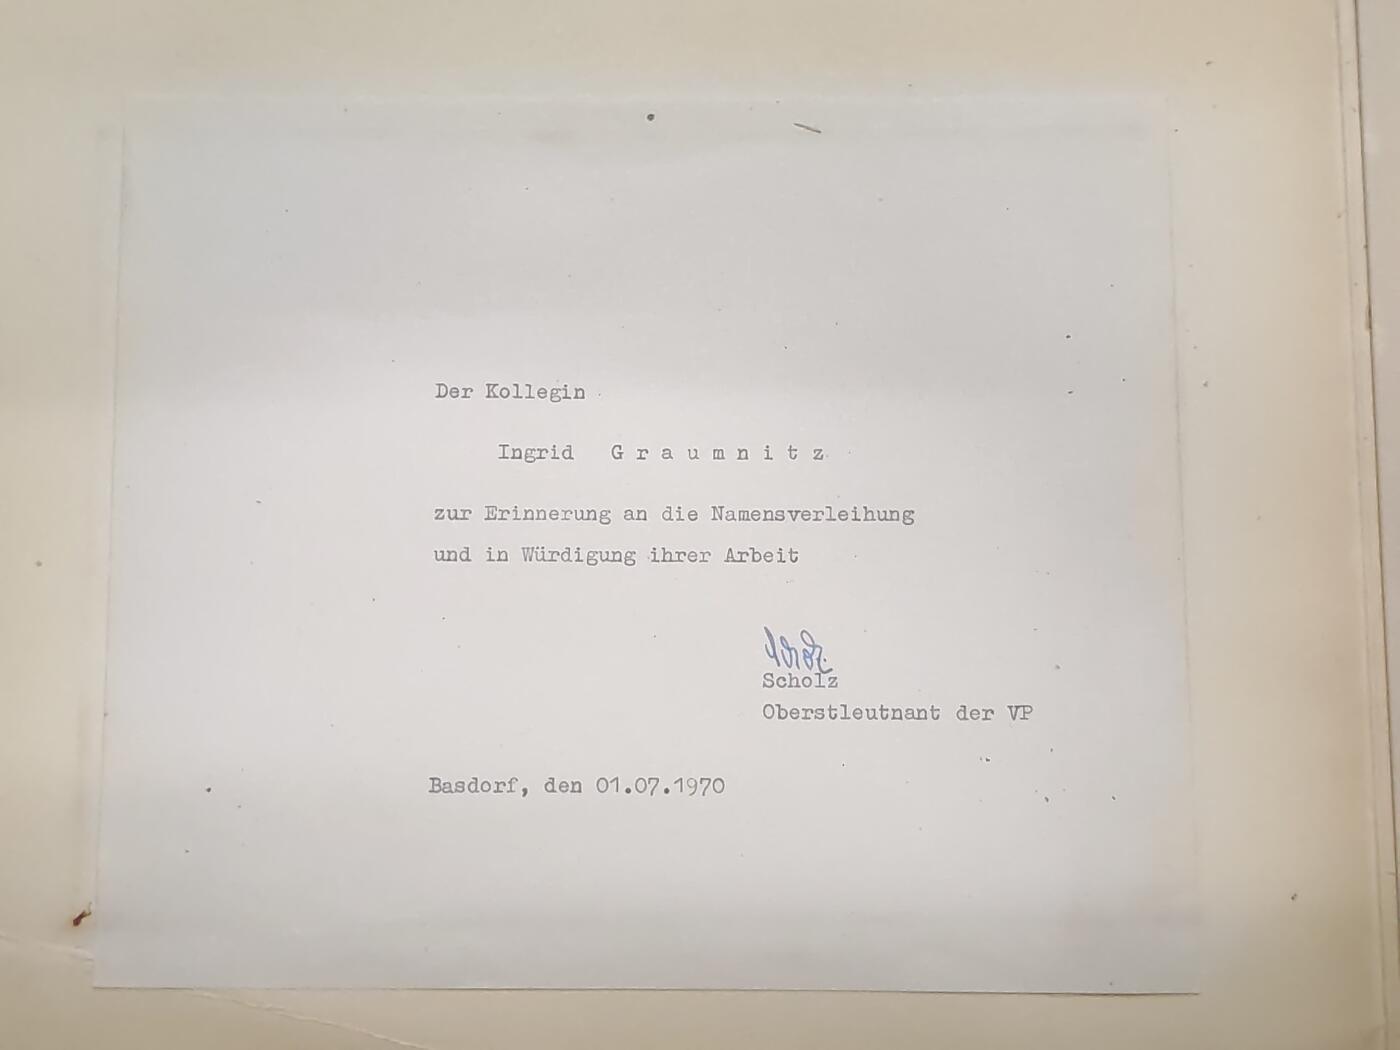 Der Kollegin
Ingrid G r a u m n i t z
zur Erinnerung an die Namensverleihung
und in Würdigung ihrer Arbeit
Scholz
Scholz
Oberstleutnant der VP
Basdorf, den 01.07.1970